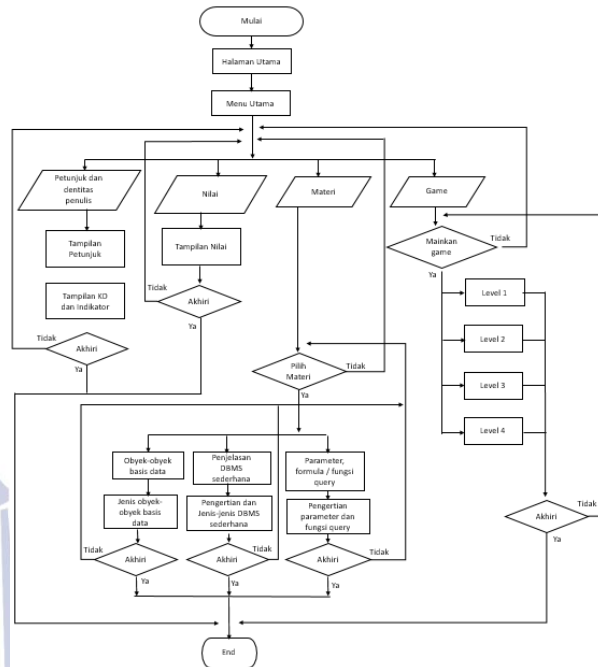 Mulai
Halaman Utama
Menu Utama
Petunjuk dan
dentitas
penulis
Nilai
Materi
Game
Tampilan
Petunjuk
Tampilan Nilai
Mainkan
game
Tidak
Ya
Tampilan KD
dan Indikator
Tidak
Akhiri
Ya
Level 1
Level 2
Level 3
Level 4
Tidak
Akhiri
Ya
Pilih
Materi
Tidak
Ya
Obyek-obyek
basis data
Penjelasan
DBMS
sederhana
Parameter,
formula / fungsi
query
Jenis obyek-
obyek basis
data
Pengertian dan
Jenis-jenis DBMS
sederhana
Pengertian
parameter dan
fungsi query
Tidak
Akhiri
Ya
Tidak
Akhiri
Ya
Tidak
Akhiri
Ya
Akhiri
Tidak
Ya
End